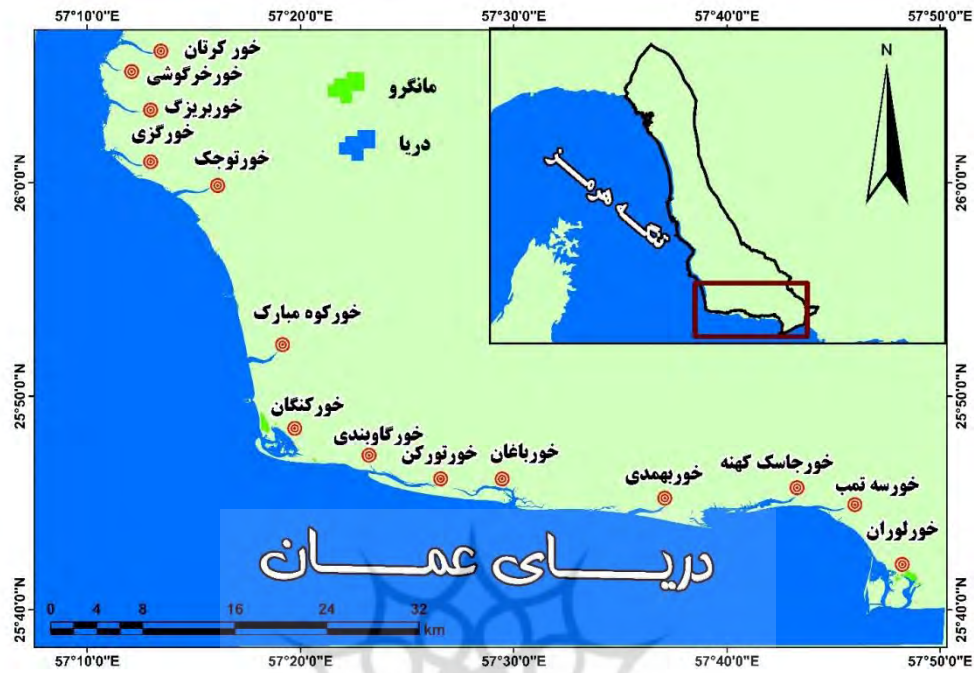 57°10'0"E 57°20'0"E 57°30'0"E 57°40'0"E 57°50'0"E
خور کرتان
خورخرگوشی
خوربریزگ
خورگزی
خورتوجک
مانگرو
دریا
N
تنگه هرمز
26°0'0"N 26°0'0"N
خورکوه مبارک
25°50'0"N 25°50'0"N
خورکنگان
خورگاوبندی
خورتورکن
خورباغان
خوربهمدی
خورجاسک کهنه
خورسه تمب
خورلوران
دریای عمان
25°40'0"N 25°40'0"N
0 4 8 16 24 32
km
57°10'0"E 57°20'0"E 57°30'0"E 57°40'0"E 57°50'0"E